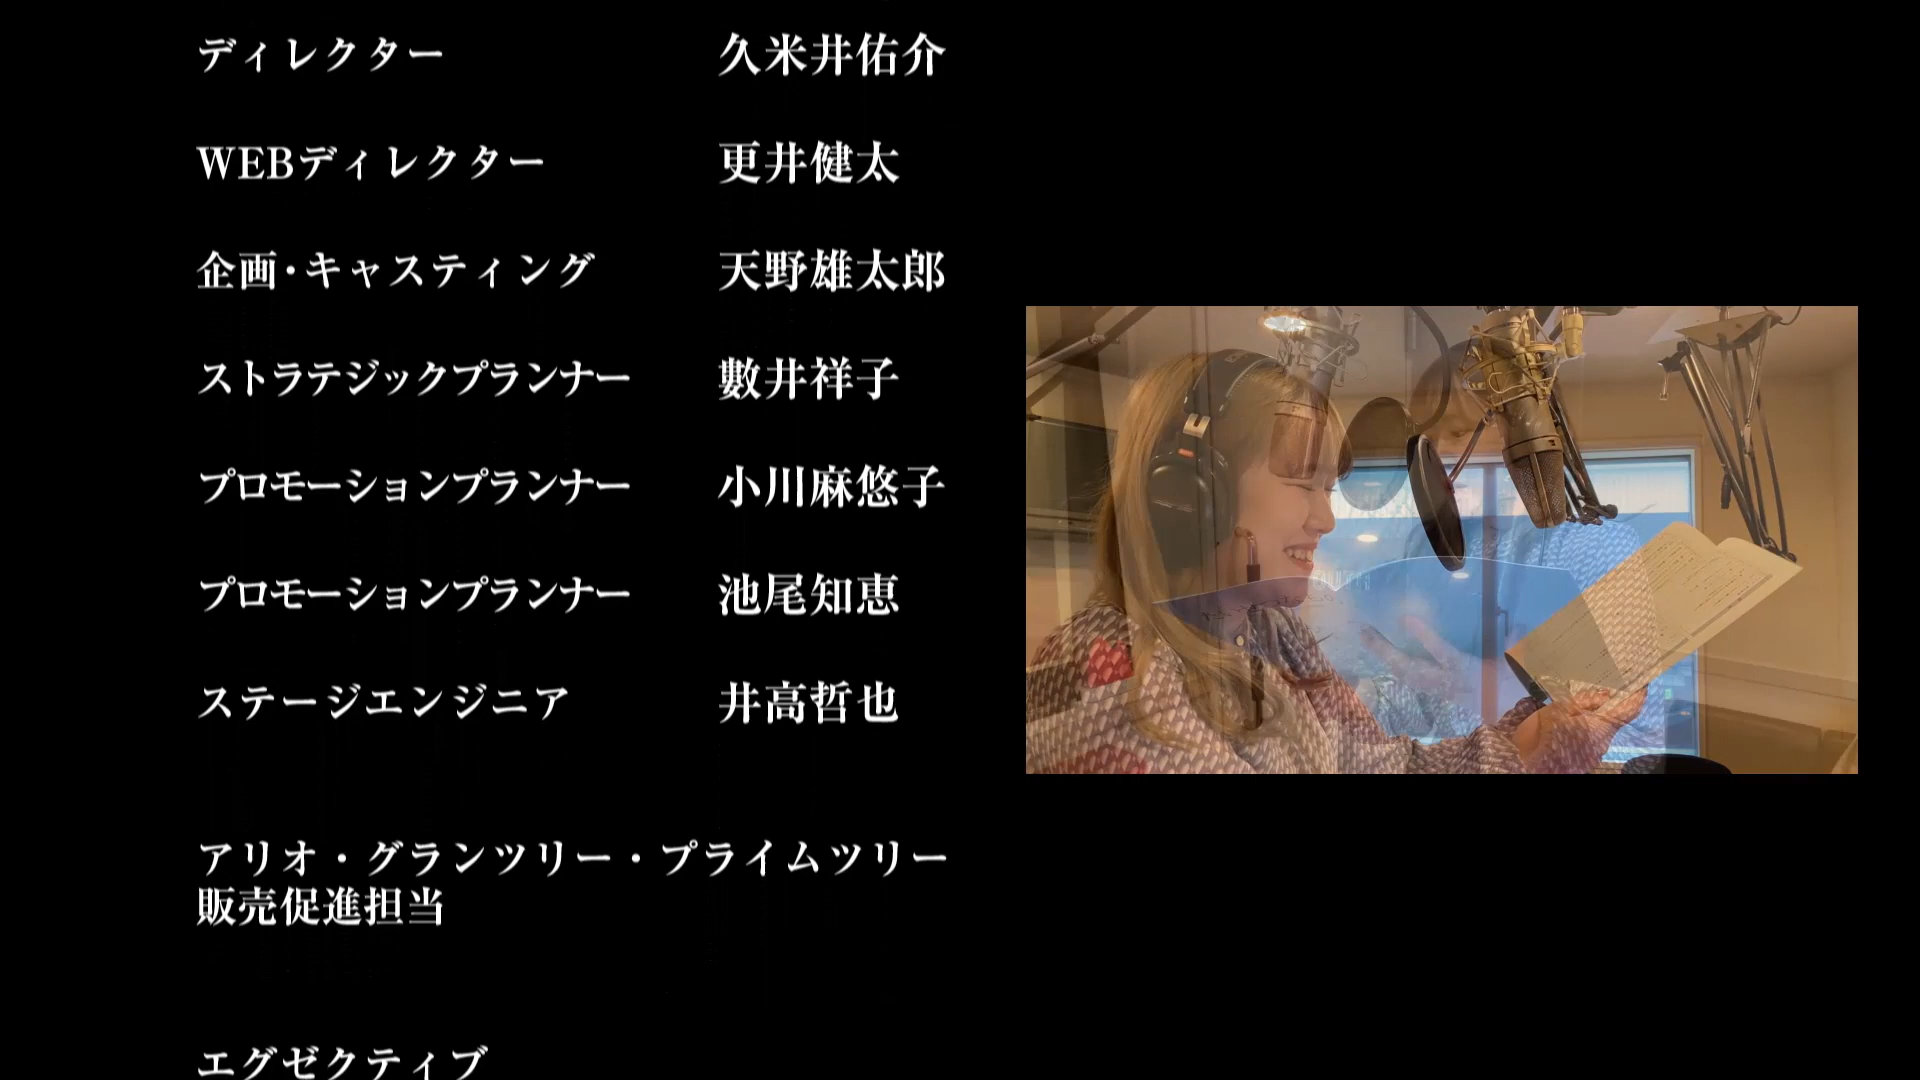 ディレクター 久米井佑介
WEBディレクター 更井健太
企画・キャスティング 天野雄太郎
ストラテジックプランナー 數井祥子
プロモーションプランナー 小川麻悠子
プロモーションプランナー 池尾知恵
ステージエンジニア 井高哲也
アリオ・グランツリー・プライムツリー
販売促進担当
エグゼクティブ